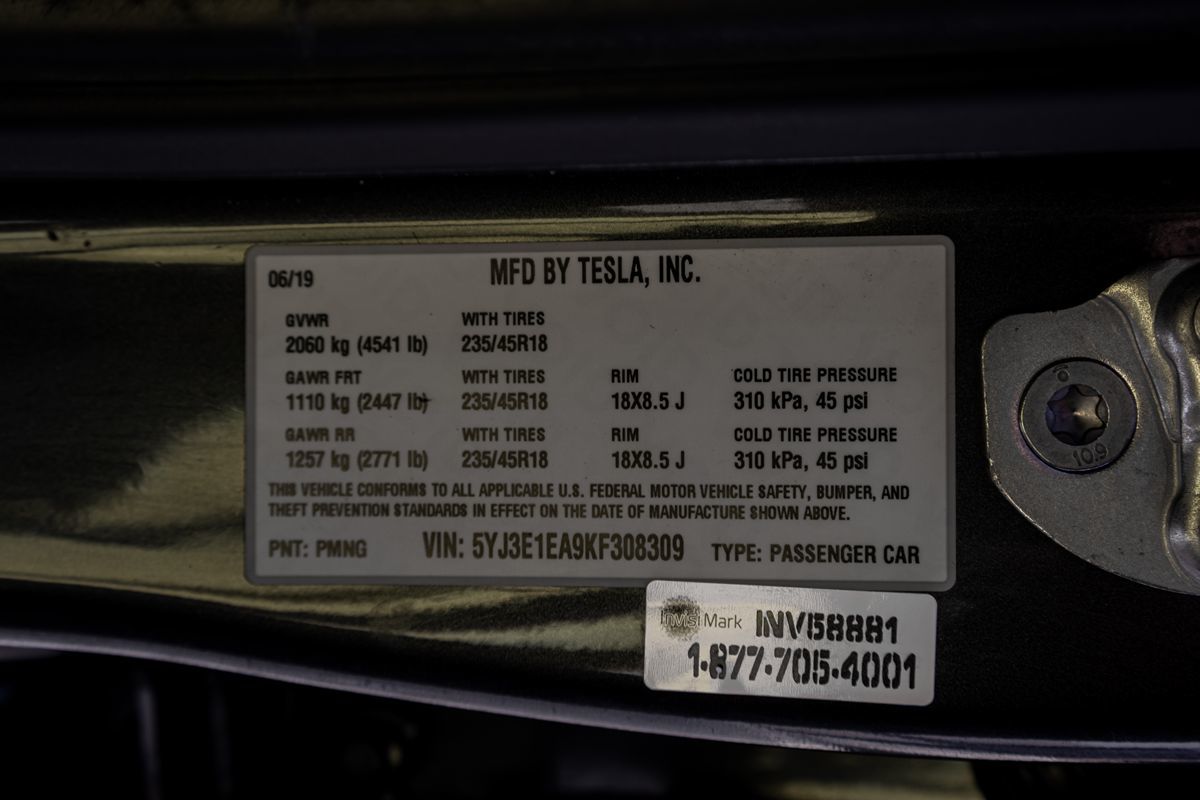 06/19 MFD BY TESLA, INC.
GVWR WITH TIRES
2060 kg (4541 lb) 235/45R18
GAWR FRT WITH TIRES RIM COLD TIRE PRESSURE
1110 kg (2447 lb) 235/45R18 18X8.5 J 310 kPa, 45 psi
GAWR RR WITH TIRES RIM COLD TIRE PRESSURE
1257 kg (2771 lb) 235/45R18 18X8.5 J 310 kPa, 45 psi
THIS VEHICLE CONFORMS TO ALL APPLICABLE U.S. FEDERAL MOTOR VEHICLE SAFETY, BUMPER, AND
THEFT PREVENTION STANDARDS IN EFFECT ON THE DATE OF MANUFACTURE SHOWN ABOVE.
PNT: PMNG VIN: 5YJ3E1EA9KF308309 TYPE: PASSENGER CAR
InvisiMark INV58881
1-877-705-4001
10.9